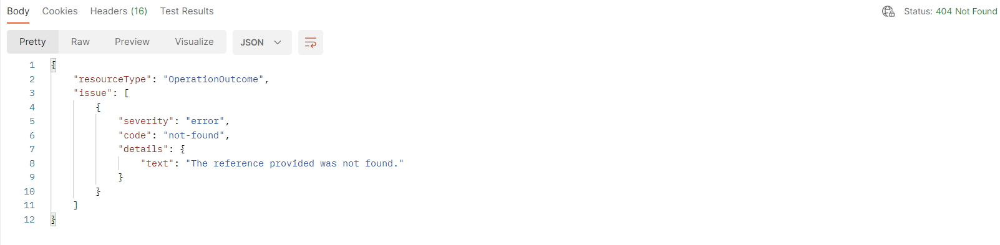 Body Cookies Headers (16) Test Results Status: 404 Not Found
Pretty Raw Preview Visualize JSON
1 {
2 "resourceType": "OperationOutcome",
3 "issue": [
4 {
5 "severity": "error",
6 "code": "not-found",
7 "details": {
8 "text": "The reference provided was not found."
9 }
10 }
11 ]
12 }